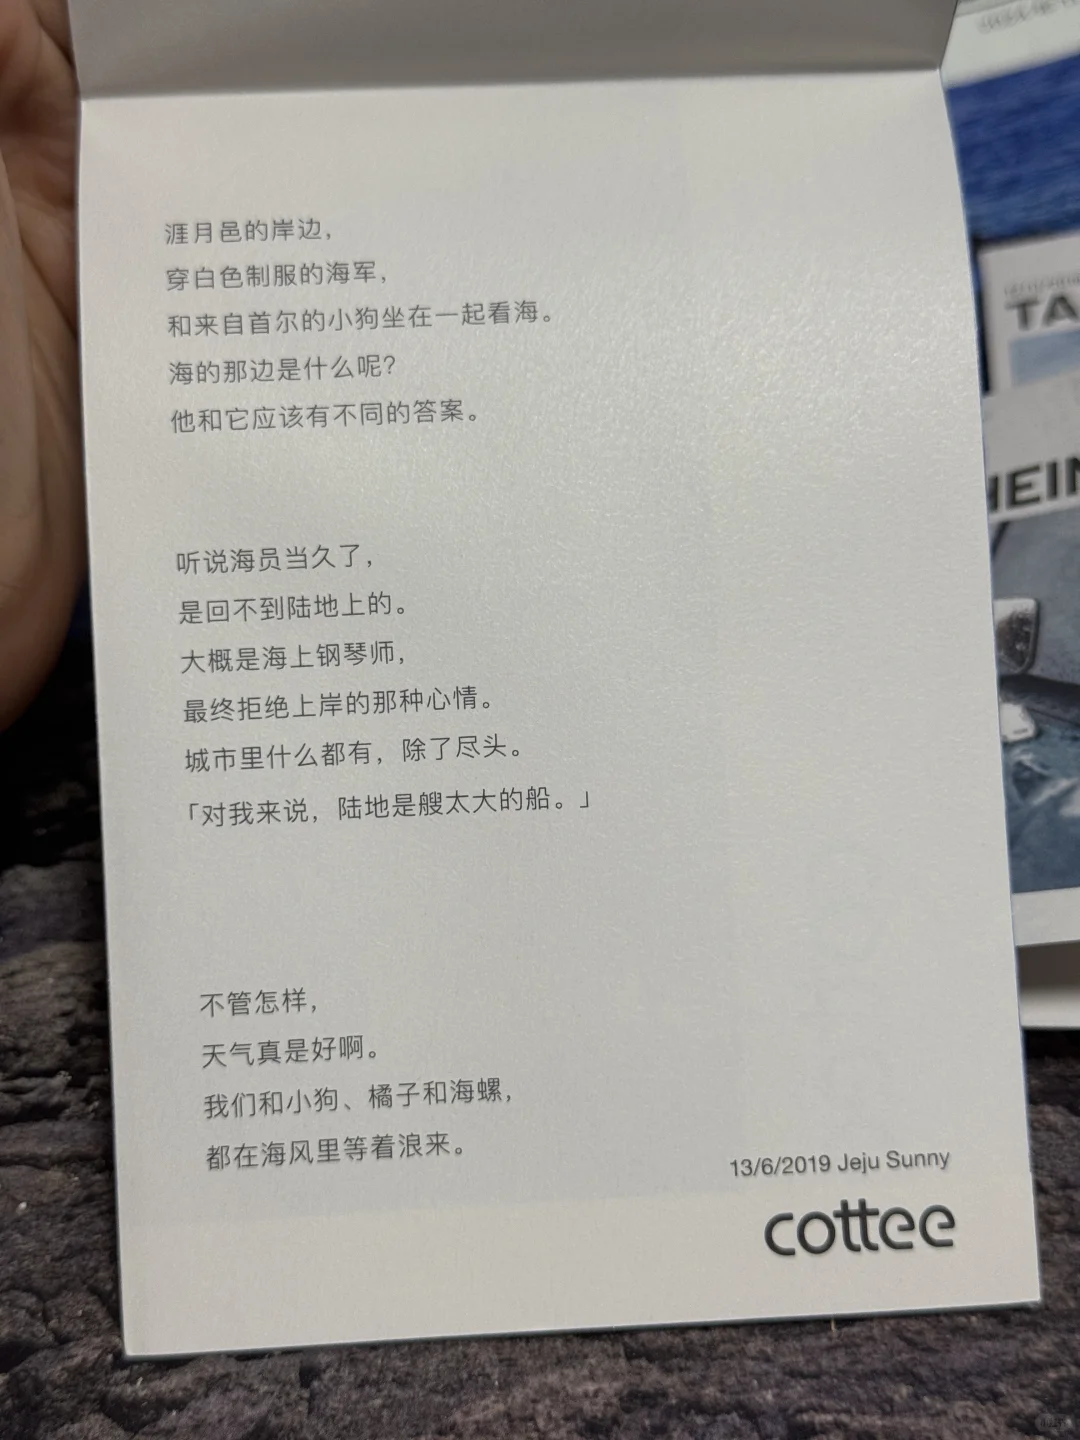 涯月邑的岸边，
穿白色制服的海军，
和来自首尔的小狗坐在一起看海。
海的那边是什么呢？
他和它应该有不同的答案。
听说海员当久了，
是回不到陆地上的。
大概是海上钢琴师，
最终拒绝上岸的那种心情。
城市里什么都有，除了尽头。
「对我来说，陆地是艘太大的船。」
不管怎样，
天气真是好啊。
我们和小狗、橘子和海螺，
都在海风里等着浪来。
13/6/2019 Jeju Sunny
cottee
TA
HEIN